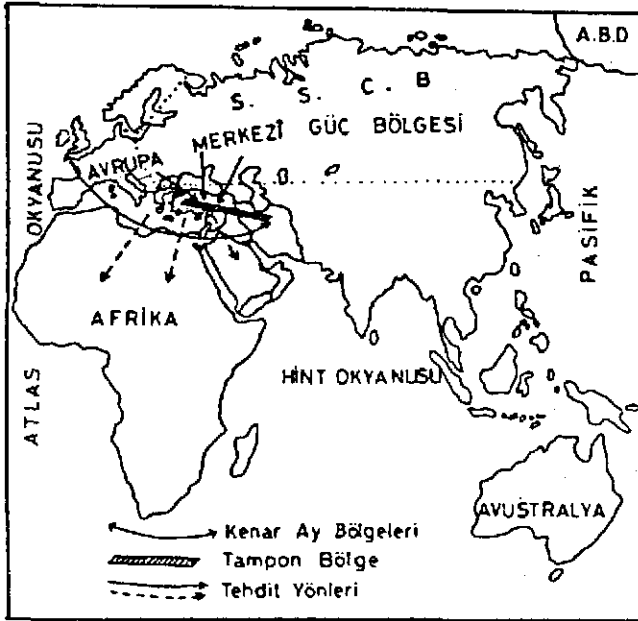 A.B.D
S. S. C. B
MERKEZİ GÜÇ BÖLGESİ
AVRUPA
OKYANUSU
PASİFİK
AFRİKA
HİNT OKYANUSU
ATLAS
AVUSTRALYA
Kenar Ay Bölgeleri
Tampon Bölge
Tehdit Yönleri